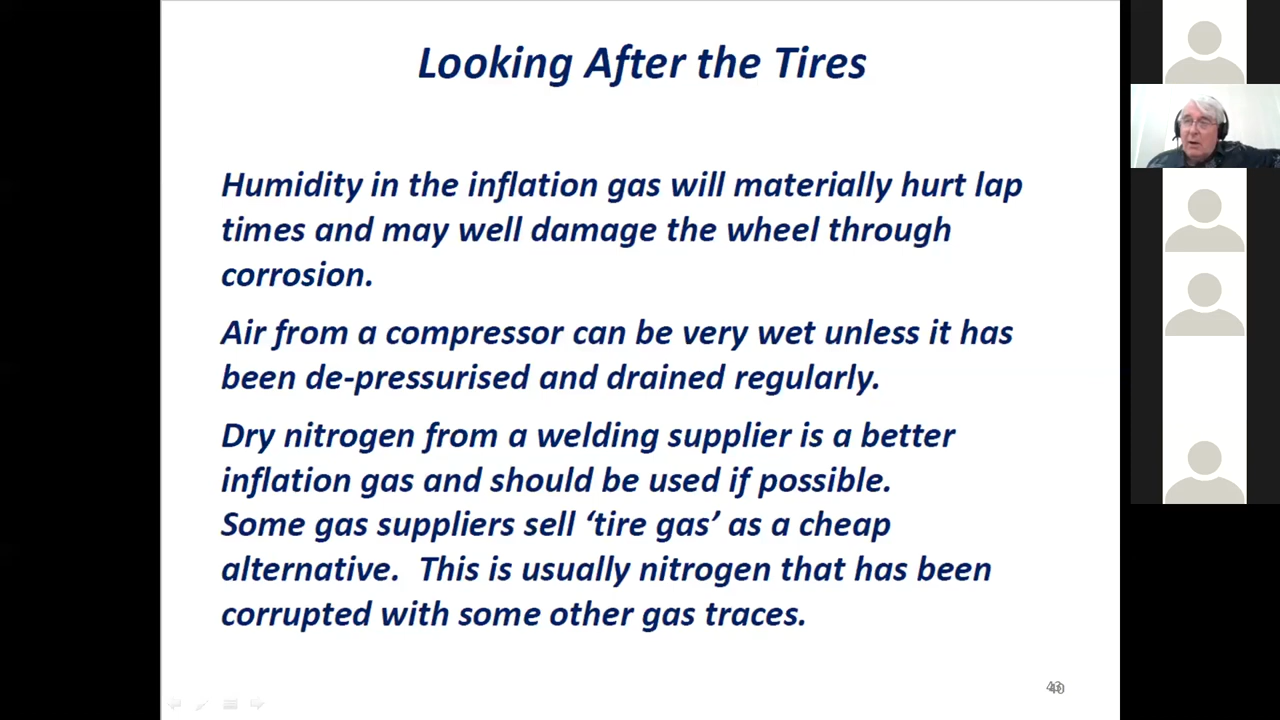 Looking After the Tires
Humidity in the inflation gas will materially hurt lap
times and may well damage the wheel through
corrosion.
Air from a compressor can be very wet unless it has
been de-pressurised and drained regularly.
Dry nitrogen from a welding supplier is a better
inflation gas and should be used if possible.
Some gas suppliers sell ‘tire gas’ as a cheap
alternative.  This is usually nitrogen that has been
corrupted with some other gas traces.